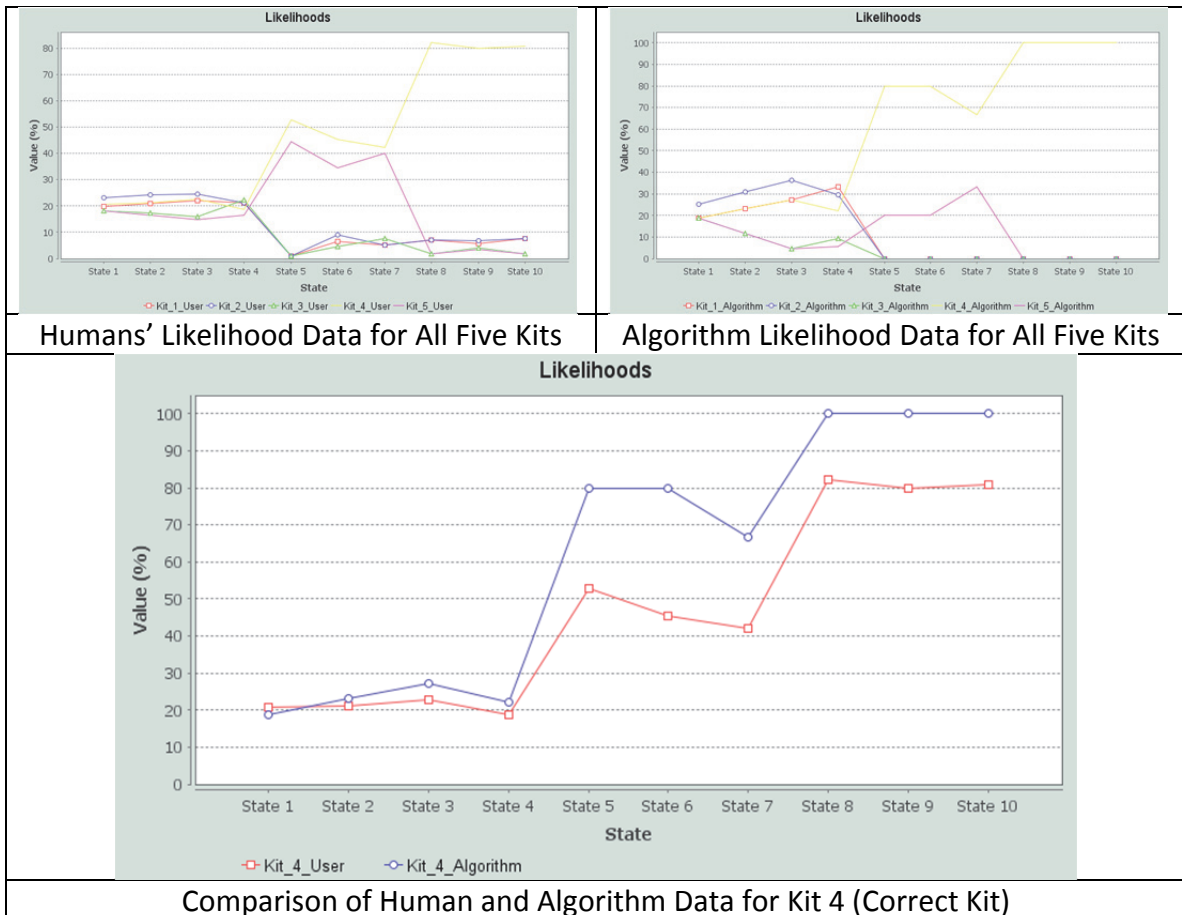 Likelihoods
Value (%)
80
70
60
50
40
30
20
10
0
State 1 State 2 State 3 State 4 State 5 State 6 State 7 State 8 State 9 State 10
State
Kit_1_User Kit_2_User Kit_3_User Kit_4_User Kit_5_User
Humans’ Likelihood Data for All Five Kits
Likelihoods
Value (%)
100
90
80
70
60
50
40
30
20
10
0
State 1 State 2 State 3 State 4 State 5 State 6 State 7 State 8 State 9 State 10
State
Kit_1_Algorithm Kit_2_Algorithm Kit_3_Algorithm Kit_4_Algorithm Kit_5_Algorithm
Algorithm Likelihood Data for All Five Kits
Likelihoods
Value (%)
100
90
80
70
60
50
40
30
20
10
0
State 1 State 2 State 3 State 4 State 5 State 6 State 7 State 8 State 9 State 10
State
Kit_4_User Kit_4_Algorithm
Comparison of Human and Algorithm Data for Kit 4 (Correct Kit)